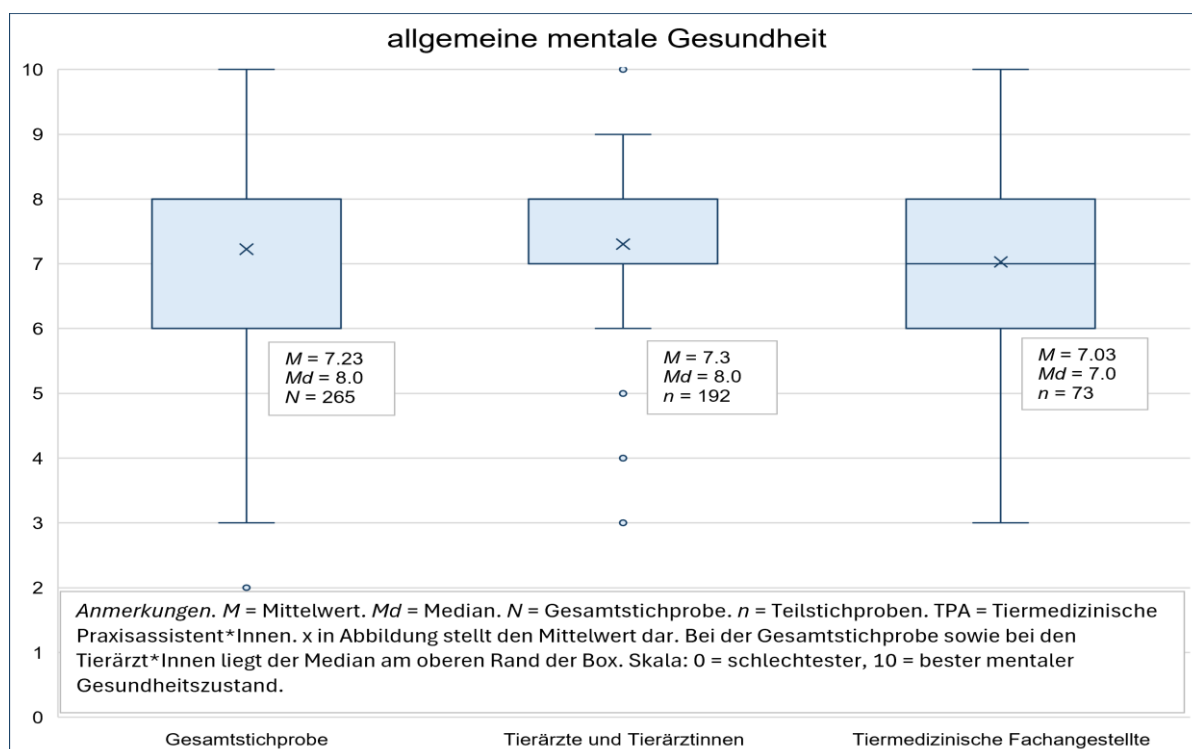 allgemeine mentale Gesundheit
10
9
8
7
6
5
4
3
2
1
0
M = 7.23
Md = 8.0
N = 265
M = 7.3
Md = 8.0
n = 192
M = 7.03
Md = 7.0
n = 73
Anmerkungen. M = Mittelwert. Md = Median. N = Gesamtstichprobe. n = Teilstichproben. TPA = Tiermedizinische
Praxisassistent*Innen. x in Abbildung stellt den Mittelwert dar. Bei der Gesamtstichprobe sowie bei den
Tierärzt*Innen liegt der Median am oberen Rand der Box. Skala: 0 = schlechtester, 10 = bester mentaler
Gesundheitszustand.
Gesamtstichprobe
Tierärzte und Tierärztinnen
Tiermedizinische Fachangestellte